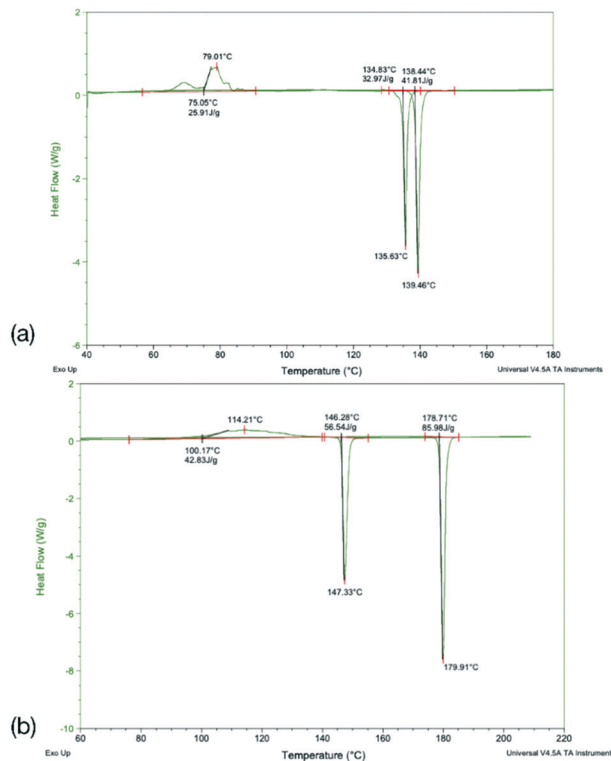 2
79.01°C
134.83°C 138.44°C
32.97J/g 41.81J/g
0
75.05°C
25.91J/g
Heat Flow (W/g)
-2
135.63°C
-4
139.46°C
(a)
-6
40 60 80 100 120 140 160 180
Exo Up Temperature (°C) Universal V4.5A TA Instruments
2
114.21°C 146.28°C 178.71°C
56.54J/g 85.98J/g
0
100.17°C
42.83J/g
-2
Heat Flow (W/g)
-4
147.33°C
-6
179.91°C
-8
(b)
-10
60 80 100 120 140 160 180 200 220
Exo Up Temperature (°C) Universal V4.5A TA Instruments